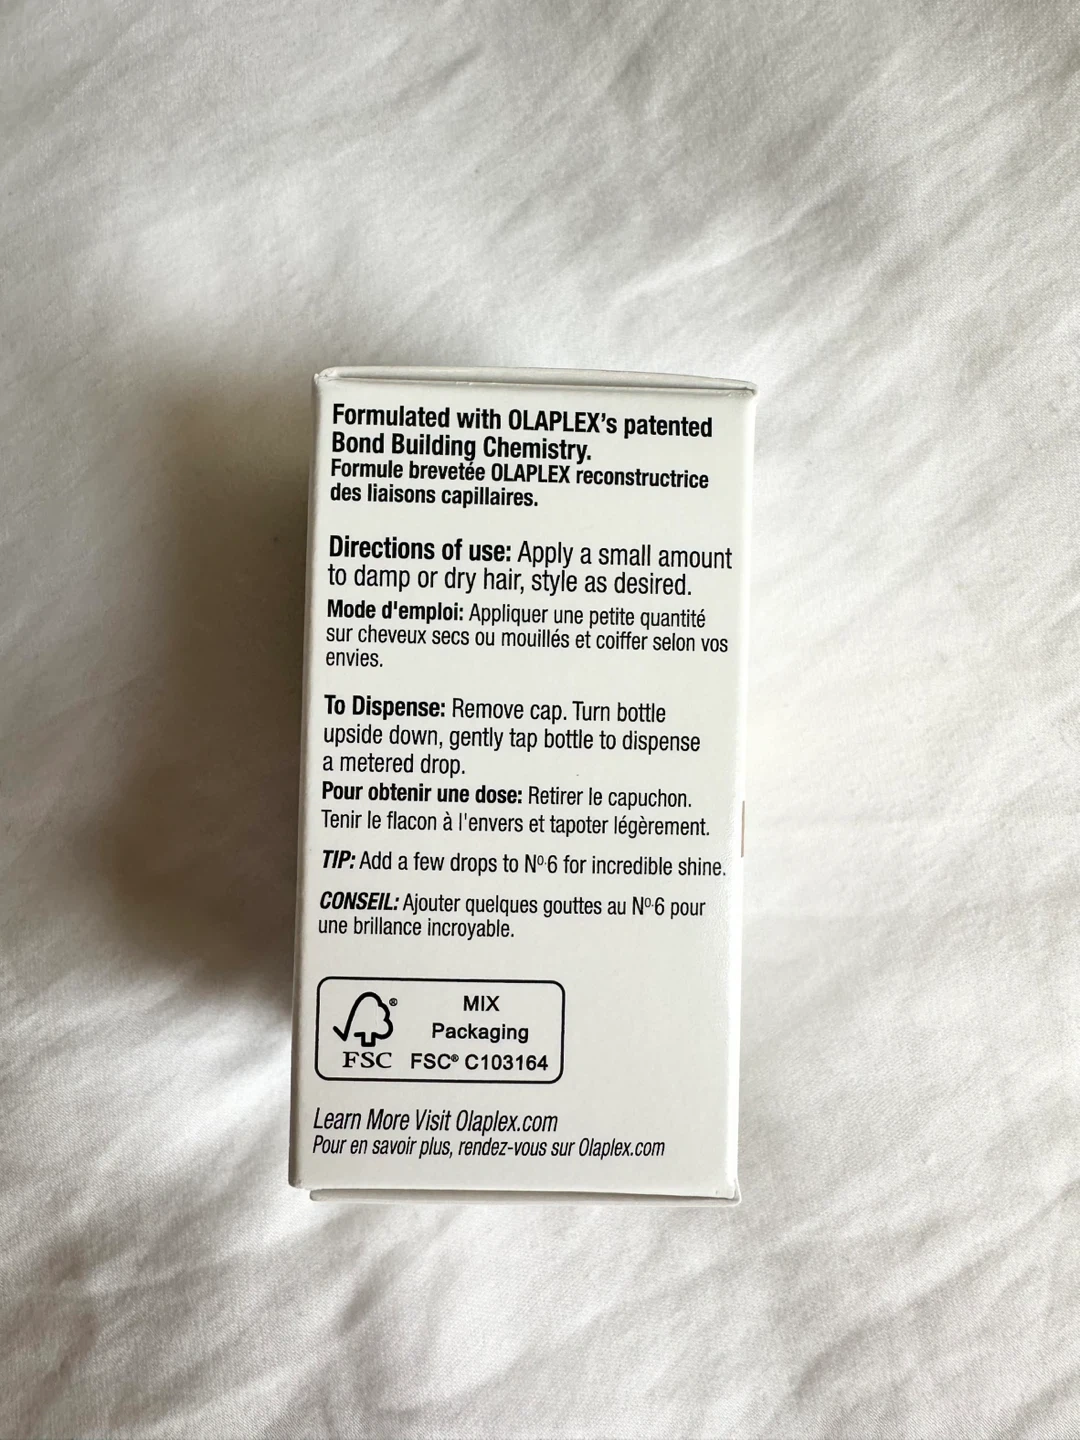 Formulated with OLAPLEX's patented
Bond Building Chemistry.
Formule brevetée OLAPLEX reconstructrice
des liaisons capillaires.
Directions of use: Apply a small amount
to damp or dry hair, style as desired.
Mode d'emploi: Appliquer une petite quantité
sur cheveux secs ou mouillés et coiffer selon vos
envies.
To Dispense: Remove cap. Turn bottle
upside down, gently tap bottle to dispense
a metered drop.
Pour obtenir une dose: Retirer le capuchon.
Tenir le flacon à l'envers et tapoter légèrement.
TIP: Add a few drops to Nº.6 for incredible shine.
CONSEIL: Ajouter quelques gouttes au Nº.6 pour
une brillance incroyable.
®
FSC
MIX
Packaging
FSC® C103164
Learn More Visit Olaplex.com
Pour en savoir plus, rendez-vous sur Olaplex.com